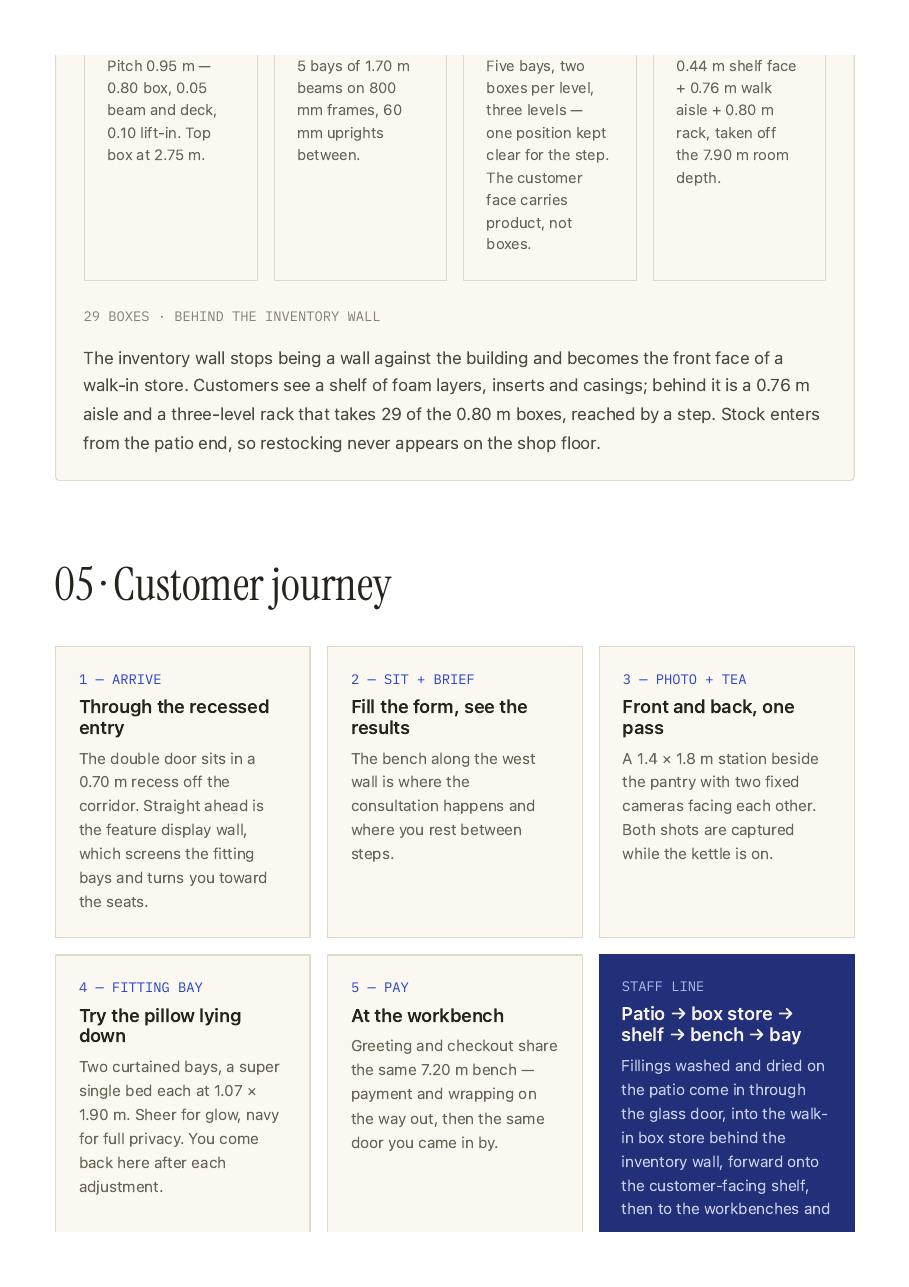 Pitch 0.95 m —
0.80 box, 0.05
beam and deck,
0.10 lift-in. Top
box at 2.75 m.
5 bays of 1.70 m
beams on 800
mm frames, 60
mm uprights
between.
Five bays, two
boxes per level,
three levels —
one position kept
clear for the step.
The customer
face carries
product, not
boxes.
0.44 m shelf face
+ 0.76 m walk
aisle + 0.80 m
rack, taken off
the 7.90 m room
depth.
29 BOXES · BEHIND THE INVENTORY WALL
The inventory wall stops being a wall against the building and becomes the front face of a
walk-in store. Customers see a shelf of foam layers, inserts and casings; behind it is a 0.76 m
aisle and a three-level rack that takes 29 of the 0.80 m boxes, reached by a step. Stock enters
from the patio end, so restocking never appears on the shop floor.
05 · Customer journey
1 — ARRIVE
Through the recessed
entry
The double door sits in a
0.70 m recess off the
corridor. Straight ahead is
the feature display wall,
which screens the fitting
bays and turns you toward
the seats.
2 — SIT + BRIEF
Fill the form, see the
results
The bench along the west
wall is where the
consultation happens and
where you rest between
steps.
3 — PHOTO + TEA
Front and back, one
pass
A 1.4 × 1.8 m station beside
the pantry with two fixed
cameras facing each other.
Both shots are captured
while the kettle is on.
4 — FITTING BAY
Try the pillow lying
down
Two curtained bays, a super
single bed each at 1.07 ×
1.90 m. Sheer for glow, navy
for full privacy. You come
back here after each
adjustment.
5 — PAY
At the workbench
Greeting and checkout share
the same 7.20 m bench —
payment and wrapping on
the way out, then the same
door you came in by.
STAFF LINE
Patio → box store →
shelf → bench → bay
Fillings washed and dried on
the patio come in through
the glass door, into the walk-
in box store behind the
inventory wall, forward onto
the customer-facing shelf,
then to the workbenches and